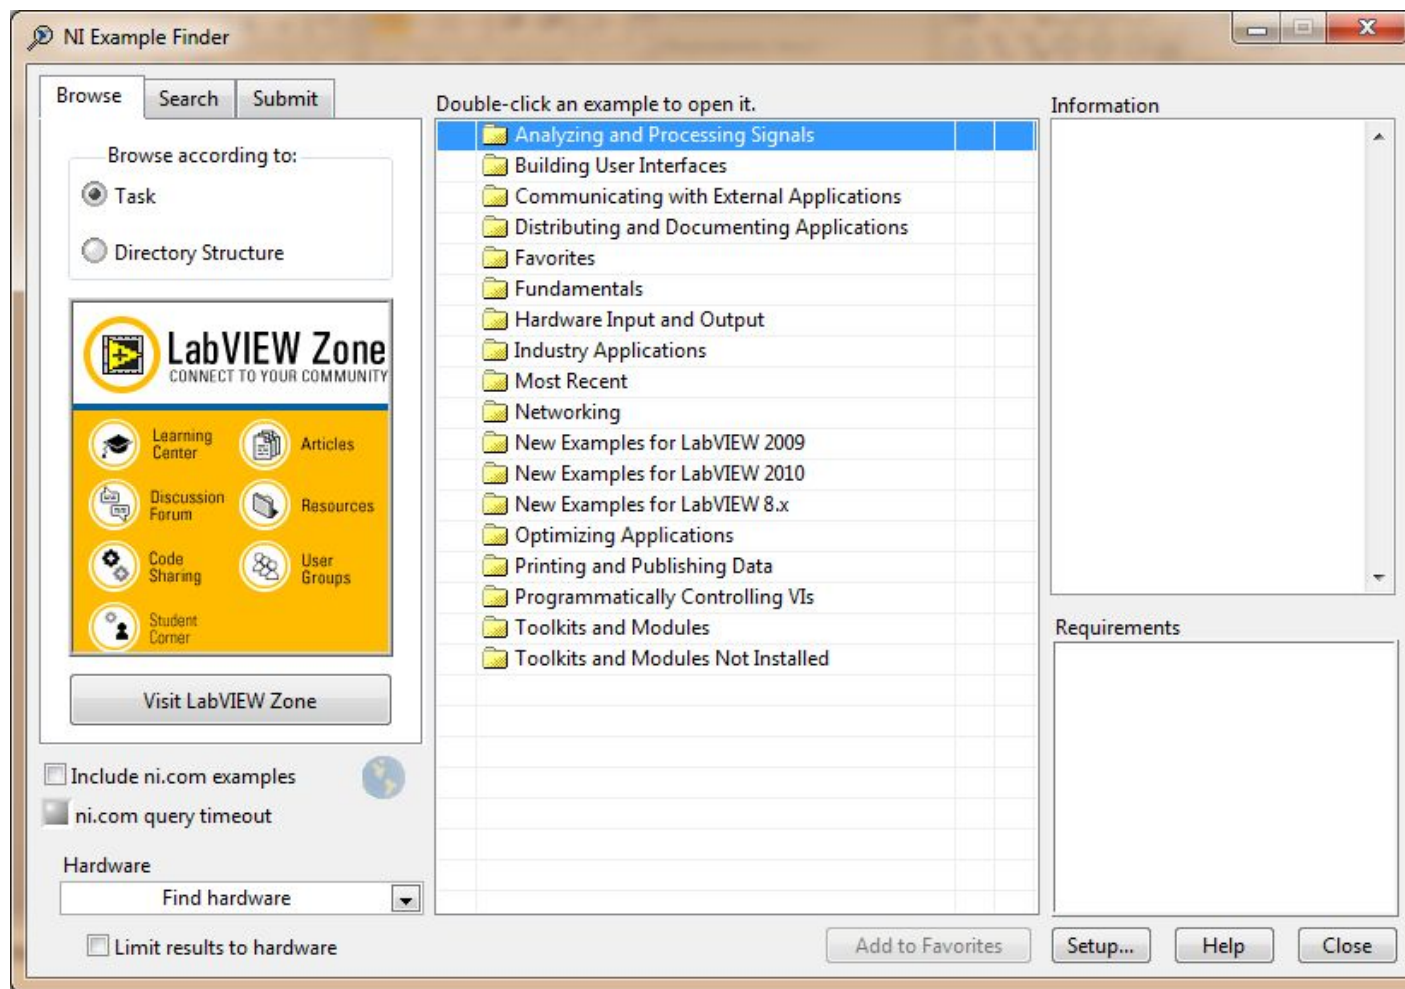 NI Example Finder
Browse
Search
Submit
Browse according to:
Task
Directory Structure
LabVIEW Zone
CONNECT TO YOUR COMMUNITY
Learning
Center
Articles
Discussion
Forum
Resources
Code
Sharing
User
Groups
Student
Corner
Visit LabVIEW Zone
Include ni.com examples
ni.com query timeout
Hardware
Find hardware
Limit results to hardware
Double-click an example to open it.
Analyzing and Processing Signals
Building User Interfaces
Communicating with External Applications
Distributing and Documenting Applications
Favorites
Fundamentals
Hardware Input and Output
Industry Applications
Most Recent
Networking
New Examples for LabVIEW 2009
New Examples for LabVIEW 2010
New Examples for LabVIEW 8.x
Optimizing Applications
Printing and Publishing Data
Programmatically Controlling VIs
Toolkits and Modules
Toolkits and Modules Not Installed
Information
Requirements
Add to Favorites
Setup...
Help
Close